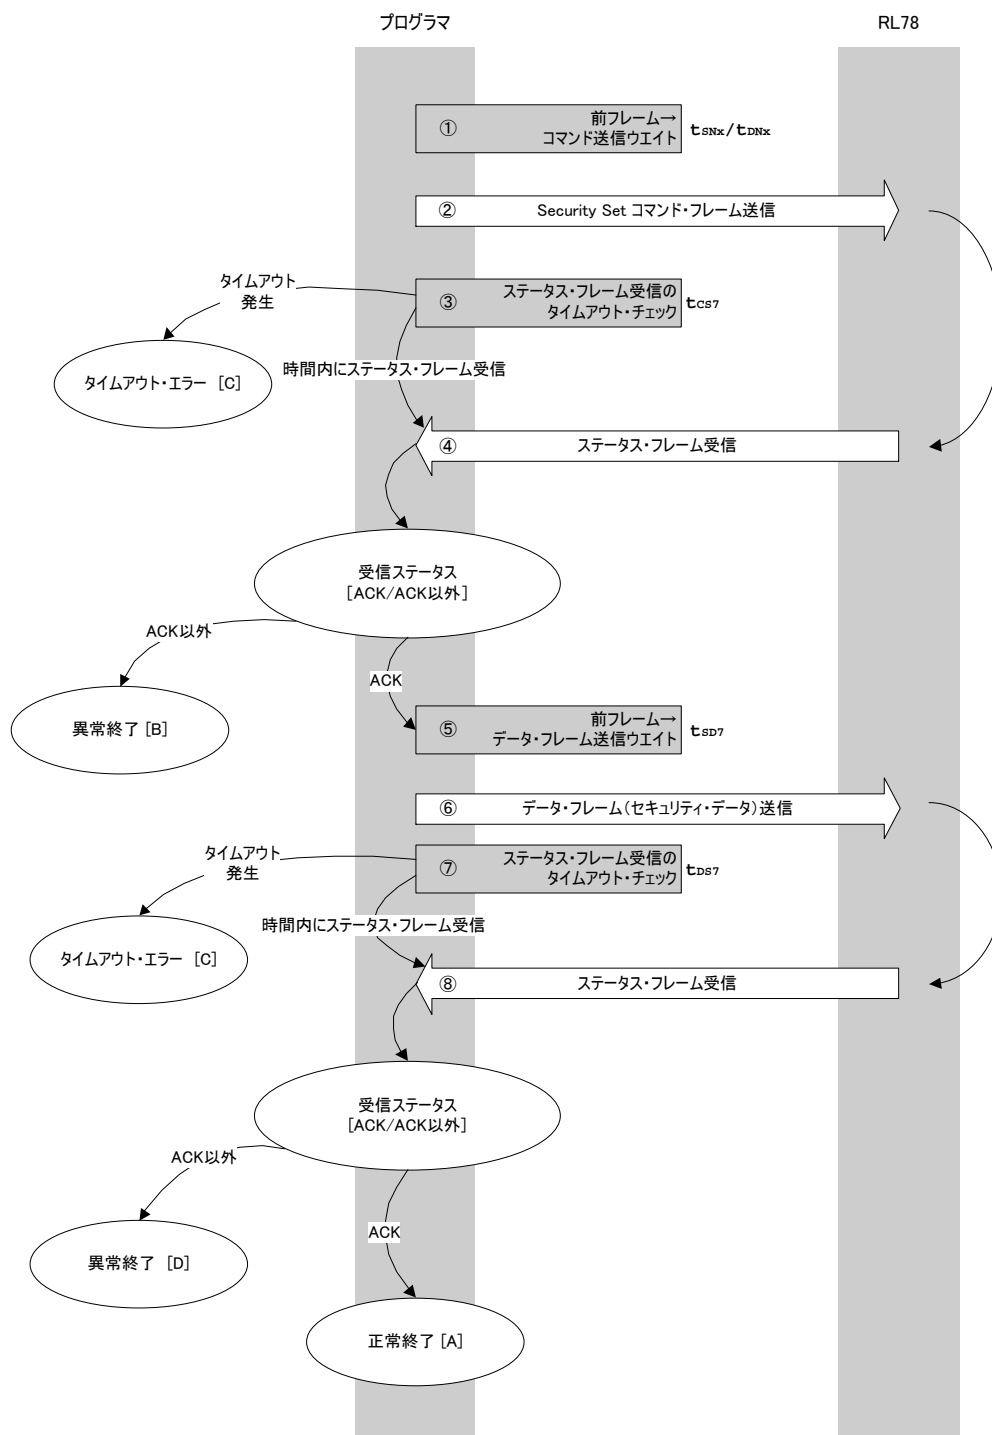 プログラマ
RL78
①
前フレーム→
コマンド送信ウエイト
tSNx/tDNx
②
Security Set コマンド・フレーム送信
タイムアウト
発生
③
ステータス・フレーム受信の
タイムアウト・チェック
tCS7
時間内にステータス・フレーム受信
タイムアウト・エラー [C]
④
ステータス・フレーム受信
受信ステータス
[ACK/ACK以外]
ACK以外
ACK
異常終了 [B]
⑤
前フレーム→
データ・フレーム送信ウエイト
tSD7
⑥
データ・フレーム(セキュリティ・データ)送信
タイムアウト
発生
⑦
ステータス・フレーム受信の
タイムアウト・チェック
tDS7
時間内にステータス・フレーム受信
タイムアウト・エラー [C]
⑧
ステータス・フレーム受信
受信ステータス
[ACK/ACK以外]
ACK以外
ACK
異常終了 [D]
正常終了 [A]